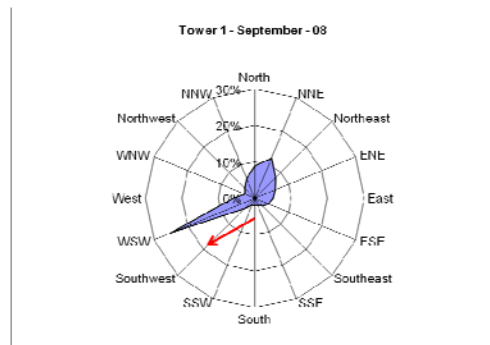 Tower 1 - September - 08
North
NNW
30%
NNE
Northwest
20%
Northeast
WNW
10%
ENE
West
0%
East
WSW
ESE
Southwest
Southeast
SSW
SSE
South